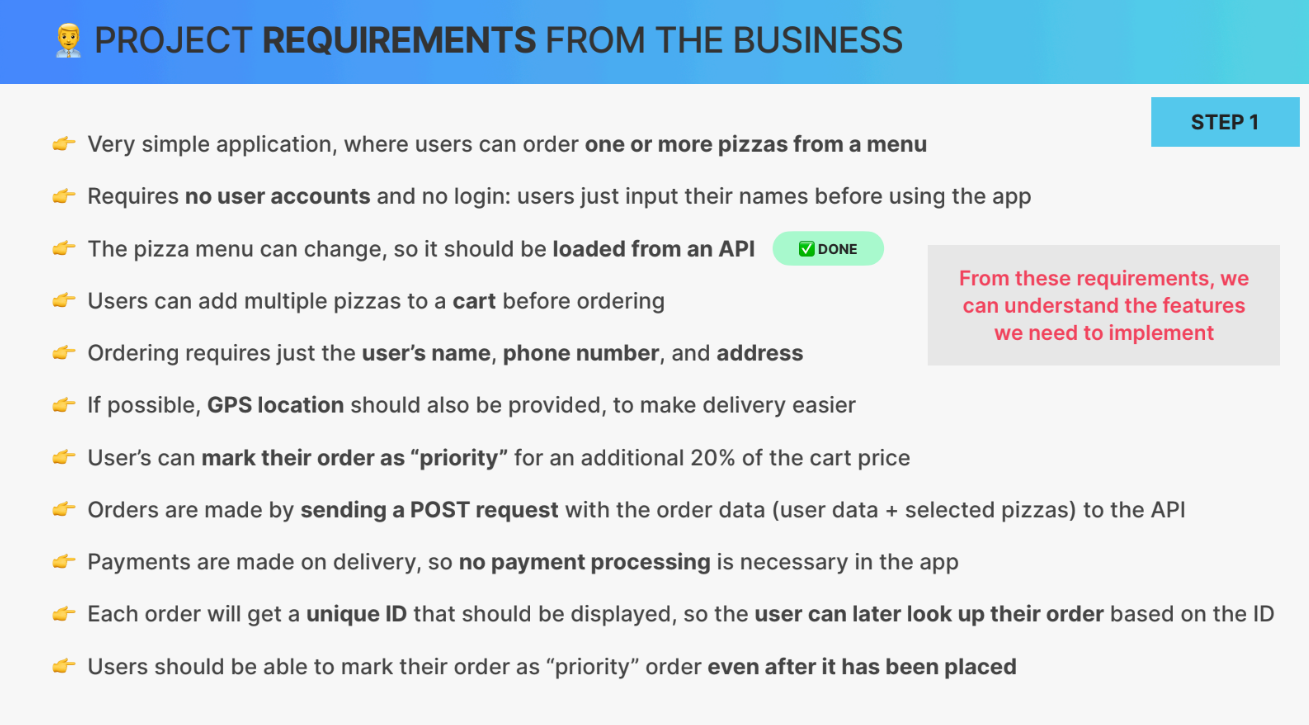 PROJECT REQUIREMENTS FROM THE BUSINESS
STEP 1
Very simple application, where users can order one or more pizzas from a menu
Requires no user accounts and no login: users just input their names before using the app
The pizza menu can change, so it should be loaded from an API
✅ DONE
From these requirements, we
can understand the features
we need to implement
Users can add multiple pizzas to a cart before ordering
Ordering requires just the user’s name, phone number, and address
If possible, GPS location should also be provided, to make delivery easier
User’s can mark their order as “priority” for an additional 20% of the cart price
Orders are made by sending a POST request with the order data (user data + selected pizzas) to the API
Payments are made on delivery, so no payment processing is necessary in the app
Each order will get a unique ID that should be displayed, so the user can later look up their order based on the ID
Users should be able to mark their order as “priority” order even after it has been placed